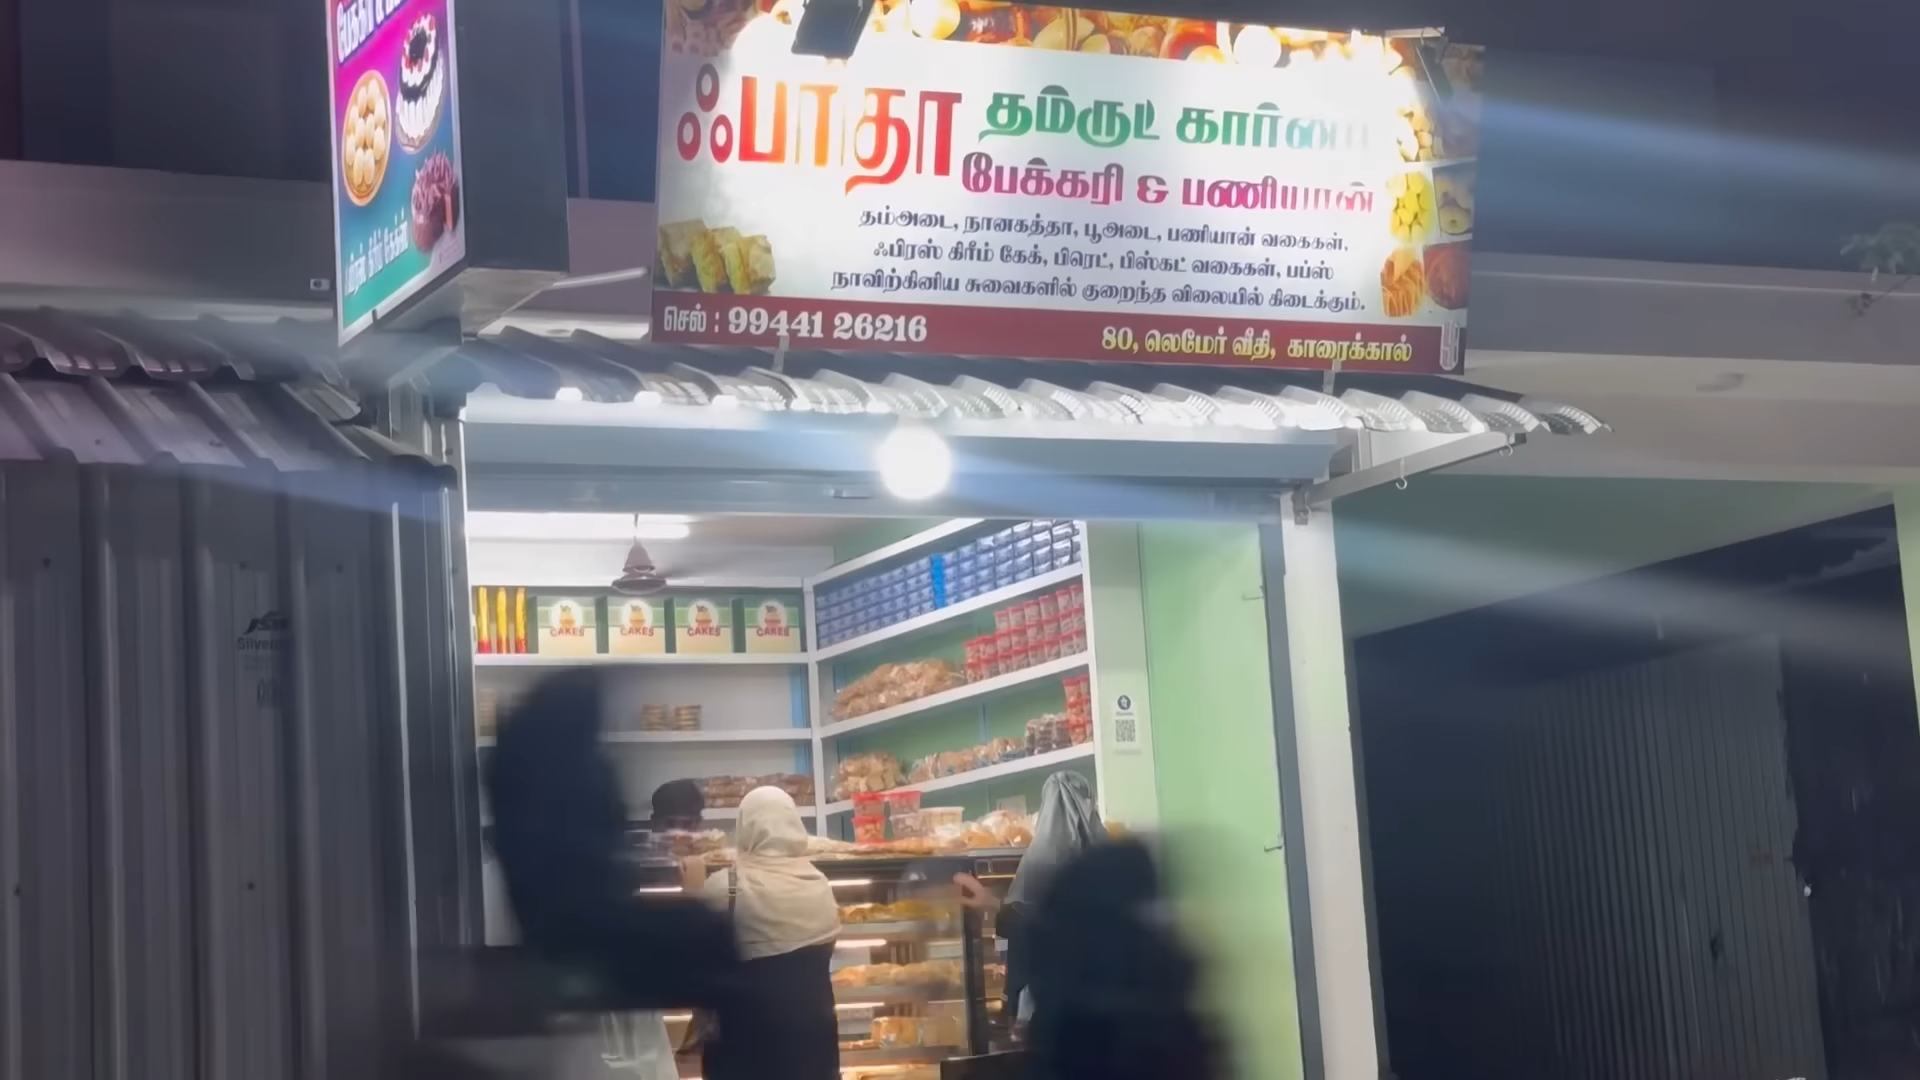 ஃபாதா தம்ருட் கார்னர்
பேக்கரி & பணியான்
தம்அடை, நானகத்தா, பூஅடை, பணியான் வகைகள்,
ஃபிரஸ் கிரீம் கேக், பிரெட், பிஸ்கட் வகைகள், பப்ஸ்
நாவிற்கினிய சுவைகளில் குறைந்த விலையில் கிடைக்கும்.
செல் : 99441 26216
80, லெமேர் வீதி, காரைக்கால்
CAKES
CAKES
CAKES
CAKES
JSW